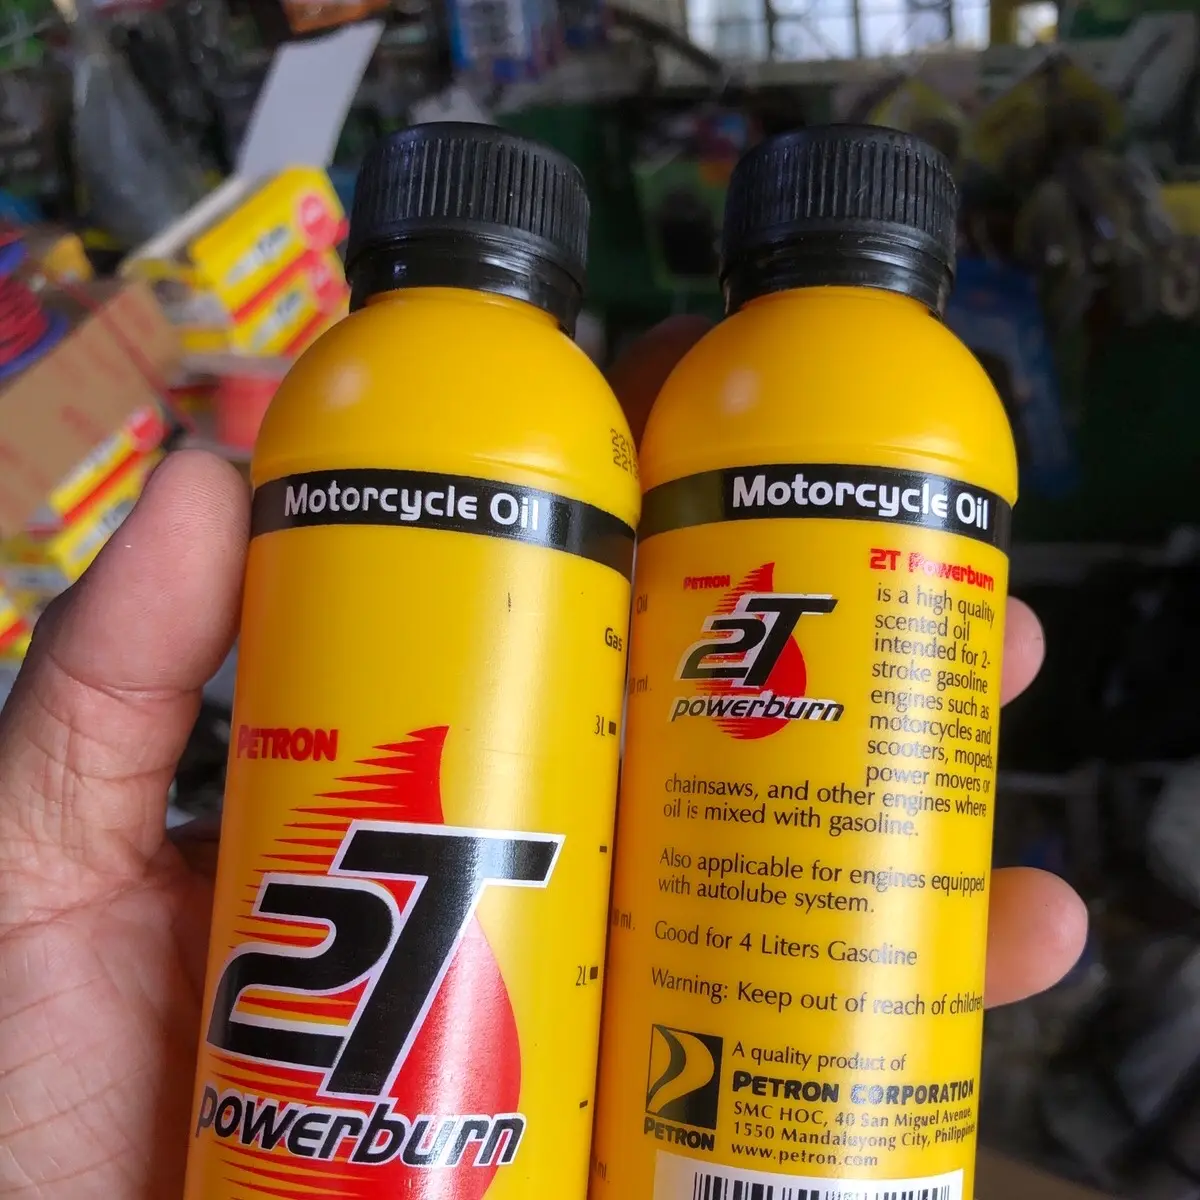 Motorcycle Oil
Gas
3L
2L
PETRON
2T
powerburn
Motorcycle Oil
Oil
PETRON
2T
powerburn
2T Powerburn
is a high quality
scented oil
intended for 2-
stroke gasoline
engines such as
motorcycles and
scooters, mopeds,
power movers or
chainsaws, and other engines where
oil is mixed with gasoline.
Also applicable for engines equipped
with autolube system.
Good for 4 Liters Gasoline
Warning: Keep out of reach of children
PETRON
A quality product of
PETRON CORPORATION
SMC HOC, 40 San Miguel Avenue,
1550 Mandaluyong City,
www.petron.com